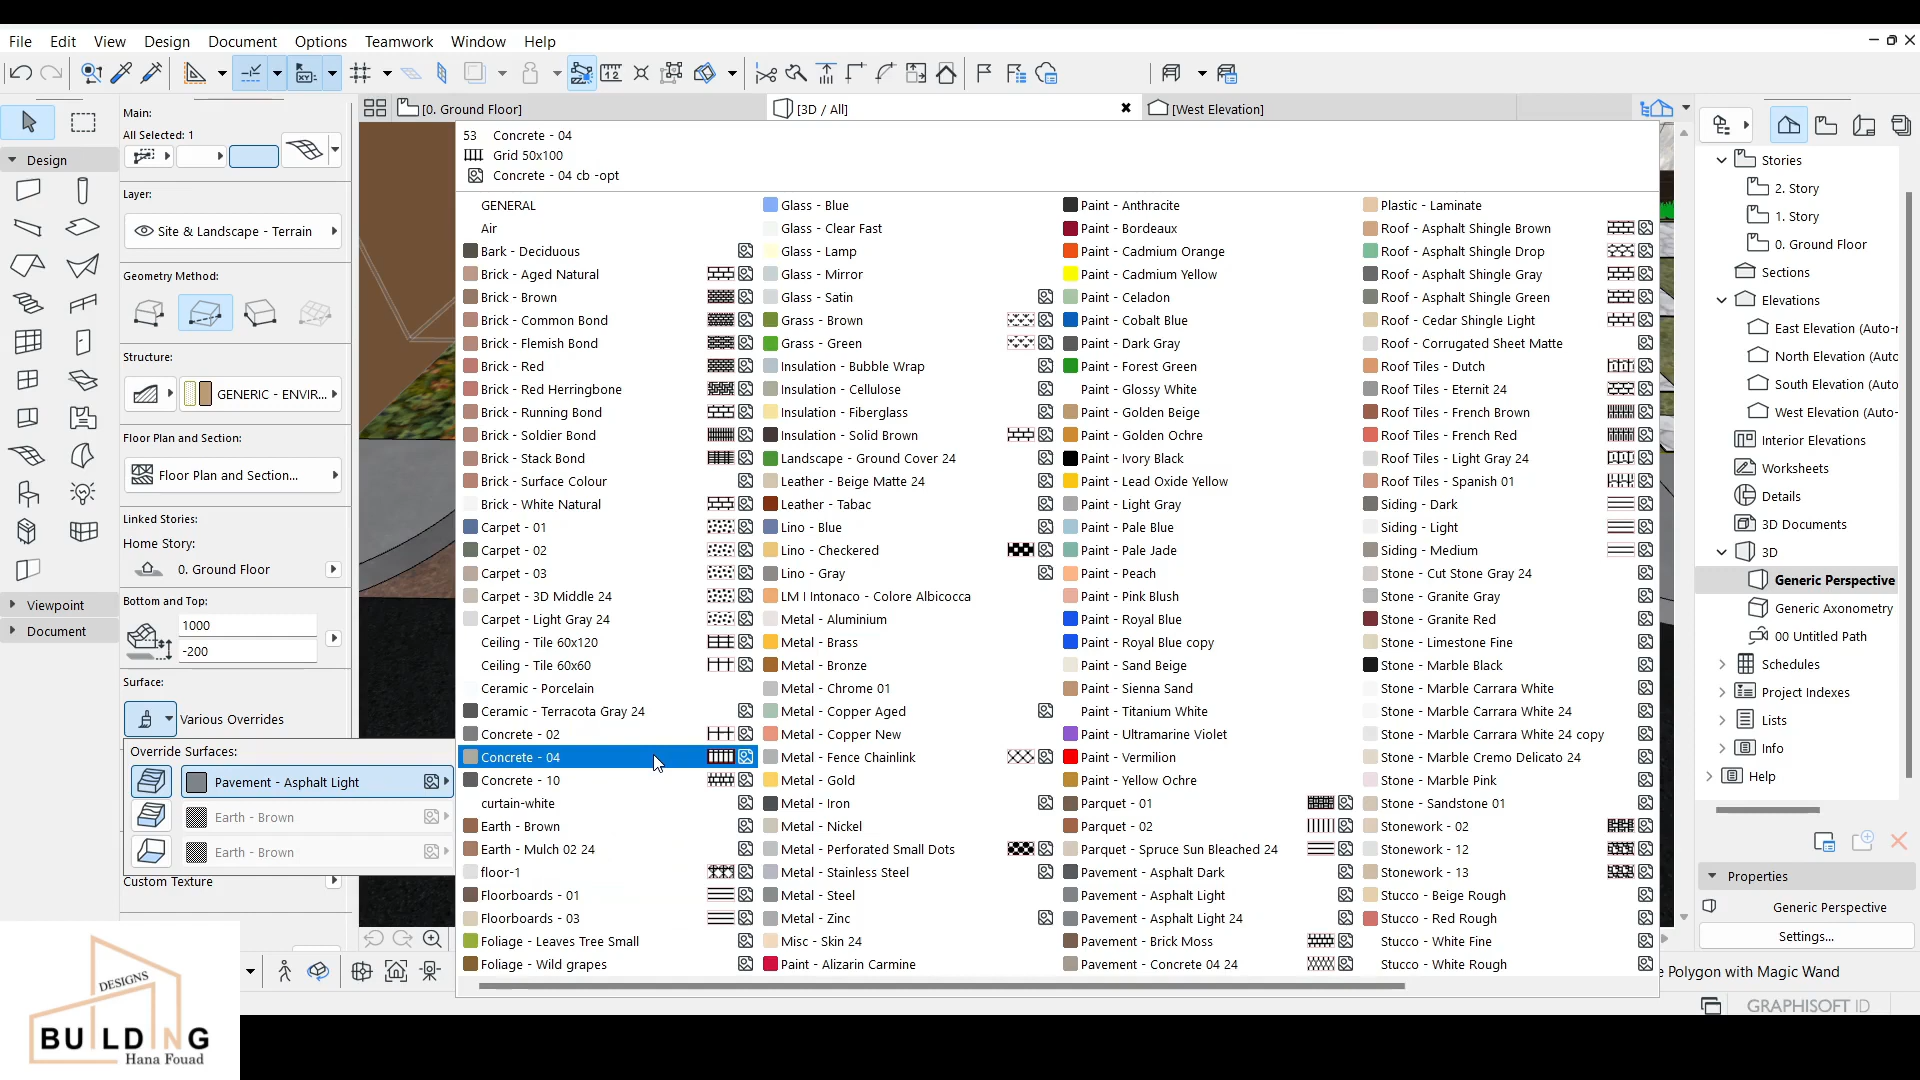 File Edit View Design Document Options Teamwork Window Help
[0. Ground Floor]
[3D / All]
[West Elevation]
Main:
All Selected: 1
Design
Layer:
Site & Landscape - Terrain
Geometry Method:
Structure:
GENERIC - ENVIR...
Floor Plan and Section:
Floor Plan and Section...
Linked Stories:
Home Story:
0. Ground Floor
Viewpoint
Document
Bottom and Top:
1000
-200
Surface:
Various Overrides
Override Surfaces:
Pavement - Asphalt Light
Earth - Brown
Earth - Brown
Custom Texture
53 Concrete - 04
Grid 50x100
Concrete - 04 cb -opt
GENERAL
Air
Bark - Deciduous
Brick - Aged Natural
Brick - Brown
Brick - Common Bond
Brick - Flemish Bond
Brick - Red
Brick - Red Herringbone
Brick - Running Bond
Brick - Soldier Bond
Brick - Stack Bond
Brick - Surface Colour
Brick - White Natural
Carpet - 01
Carpet - 02
Carpet - 03
Carpet - 3D Middle 24
Carpet - Light Gray 24
Ceiling - Tile 60x120
Ceiling - Tile 60x60
Ceramic - Porcelain
Ceramic - Terracota Gray 24
Concrete - 02
Concrete - 04
Concrete - 10
curtain-white
Earth - Brown
Earth - Mulch 02 24
floor-1
Floorboards - 01
Floorboards - 03
Foliage - Leaves Tree Small
Foliage - Wild grapes
Glass - Blue
Glass - Clear Fast
Glass - Lamp
Glass - Mirror
Glass - Satin
Grass - Brown
Grass - Green
Insulation - Bubble Wrap
Insulation - Cellulose
Insulation - Fiberglass
Insulation - Solid Brown
Landscape - Ground Cover 24
Leather - Beige Matte 24
Leather - Tabac
Lino - Blue
Lino - Checkered
Lino - Gray
LM I Intonaco - Colore Albicocca
Metal - Aluminium
Metal - Brass
Metal - Bronze
Metal - Chrome 01
Metal - Copper Aged
Metal - Copper New
Metal - Fence Chainlink
Metal - Gold
Metal - Iron
Metal - Nickel
Metal - Perforated Small Dots
Metal - Stainless Steel
Metal - Steel
Metal - Zinc
Misc - Skin 24
Paint - Alizarin Carmine
Paint - Anthracite
Paint - Bordeaux
Paint - Cadmium Orange
Paint - Cadmium Yellow
Paint - Celadon
Paint - Cobalt Blue
Paint - Dark Gray
Paint - Forest Green
Paint - Glossy White
Paint - Golden Beige
Paint - Golden Ochre
Paint - Ivory Black
Paint - Lead Oxide Yellow
Paint - Light Gray
Paint - Pale Blue
Paint - Pale Jade
Paint - Peach
Paint - Pink Blush
Paint - Royal Blue
Paint - Royal Blue copy
Paint - Sand Beige
Paint - Sienna Sand
Paint - Titanium White
Paint - Ultramarine Violet
Paint - Vermilion
Paint - Yellow Ochre
Parquet - 01
Parquet - 02
Parquet - Spruce Sun Bleached 24
Pavement - Asphalt Dark
Pavement - Asphalt Light
Pavement - Asphalt Light 24
Pavement - Brick Moss
Pavement - Concrete 04 24
Plastic - Laminate
Roof - Asphalt Shingle Brown
Roof - Asphalt Shingle Drop
Roof - Asphalt Shingle Gray
Roof - Asphalt Shingle Green
Roof - Cedar Shingle Light
Roof - Corrugated Sheet Matte
Roof Tiles - Dutch
Roof Tiles - Eternit 24
Roof Tiles - French Brown
Roof Tiles - French Red
Roof Tiles - Light Gray 24
Roof Tiles - Spanish 01
Siding - Dark
Siding - Light
Siding - Medium
Stone - Cut Stone Gray 24
Stone - Granite Gray
Stone - Granite Red
Stone - Limestone Fine
Stone - Marble Black
Stone - Marble Carrara White
Stone - Marble Carrara White 24
Stone - Marble Carrara White 24 copy
Stone - Marble Cremo Delicato 24
Stone - Marble Pink
Stone - Sandstone 01
Stonework - 02
Stonework - 12
Stonework - 13
Stucco - Beige Rough
Stucco - Red Rough
Stucco - White Fine
Stucco - White Rough
Stories
2. Story
1. Story
0. Ground Floor
Sections
Elevations
East Elevation (Auto-r
North Elevation (Auto
South Elevation (Auto
West Elevation (Auto-
Interior Elevations
Worksheets
Details
3D Documents
3D
Generic Perspective
Generic Axonometry
00 Untitled Path
Schedules
Project Indexes
Lists
Info
Help
Properties
Generic Perspective
Settings...
e Polygon with Magic Wand
GRAPHISOFT ID
DESIGNS
BUILDING
Hana Fouad